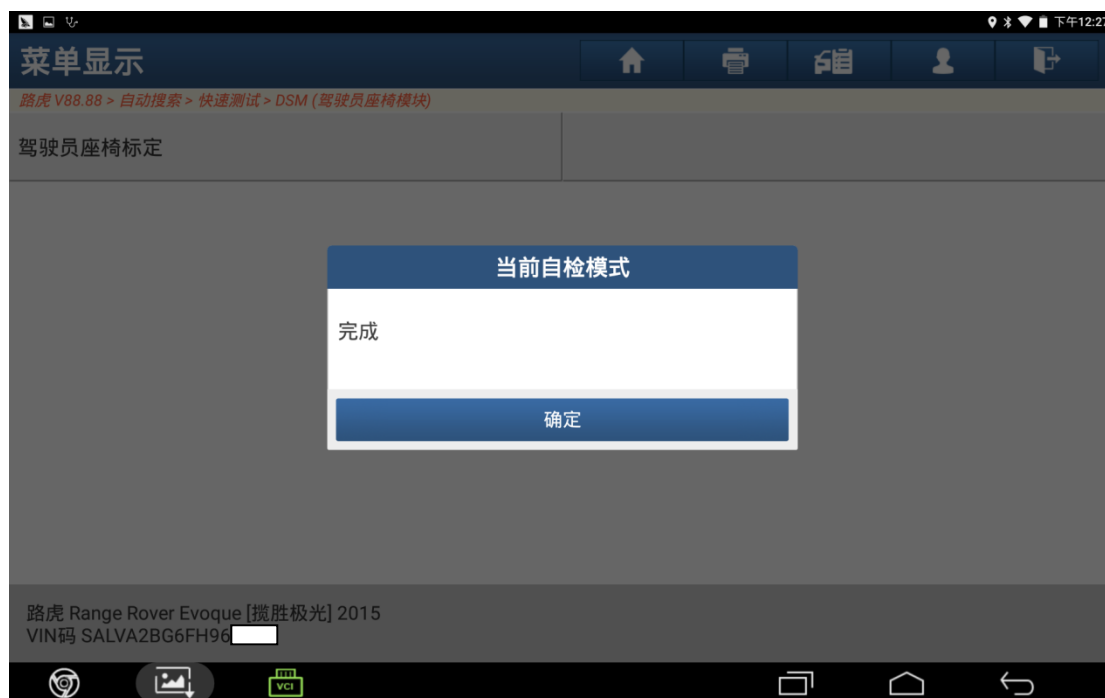 下午12:27
菜单显示
路虎 V88.88 > 自动搜索 > 快速测试 > DSM (驾驶员座椅模块)
驾驶员座椅标定
当前自检模式
完成
确定
路虎 Range Rover Evoque [揽胜极光] 2015
VIN码 SALVA2BG6FH96
VCI